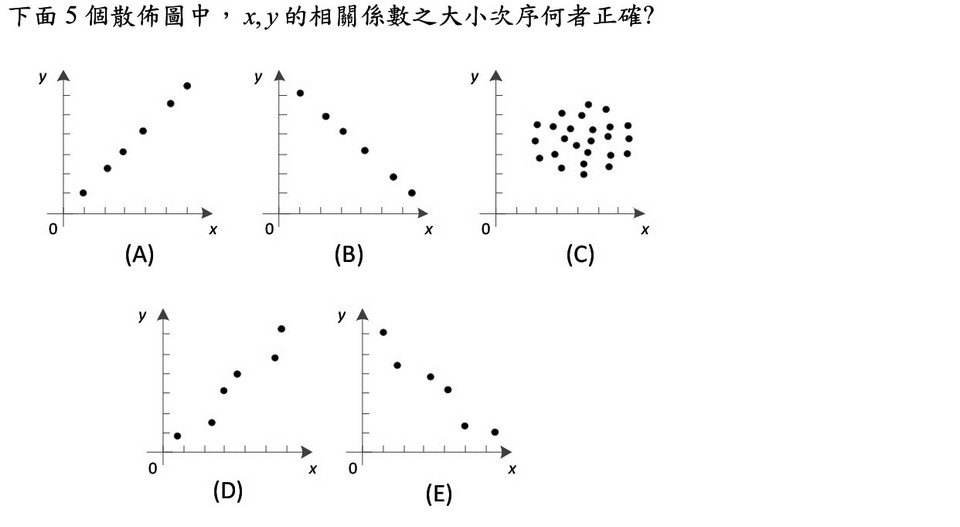 下面 5 個散佈圖中，x, y 的相關係數之大小次序何者正確?
y y y
0 x 0 x 0 x
(A) (B) (C)
y y
0 x 0 x
(D) (E)